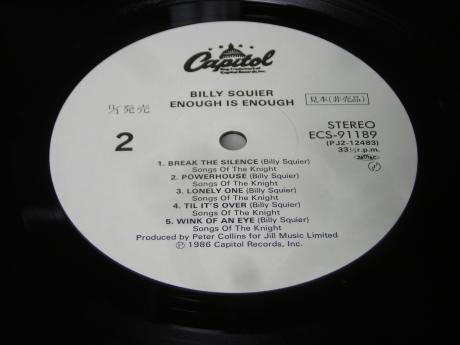 Capitol
BILLY SQUIER
ENOUGH IS ENOUGH
見本(非売品)
発売
STEREO
ECS-91189
(PJ2-12483)
33⅓r.p.m.
2
1. BREAK THE SILENCE (Billy Squier)
Songs Of The Knight
2. POWERHOUSE (Billy Squier)
Songs Of The Knight
3. LONELY ONE (Billy Squier)
Songs Of The Knight
4. TIL IT'S OVER (Billy Squier)
Songs Of The Knight
5. WINK OF AN EYE (Billy Squier)
Songs Of The Knight
Produced by Peter Collins for Jill Music Limited
℗ 1986 Capitol Records, Inc.